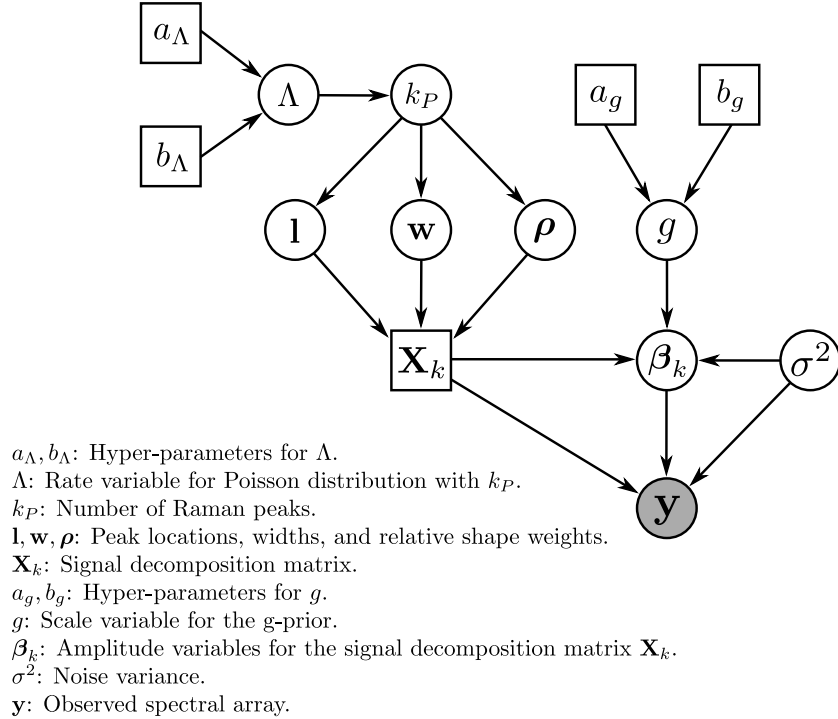 a_Λ
Λ
k_P
a_g
b_g
b_Λ
l
w
ρ
g
X_k
β_k
σ²
y
a_Λ, b_Λ: Hyper-parameters for Λ.
Λ: Rate variable for Poisson distribution with k_P.
k_P: Number of Raman peaks.
l, w, ρ: Peak locations, widths, and relative shape weights.
X_k: Signal decomposition matrix.
a_g, b_g: Hyper-parameters for g.
g: Scale variable for the g-prior.
β_k: Amplitude variables for the signal decomposition matrix X_k.
σ²: Noise variance.
y: Observed spectral array.